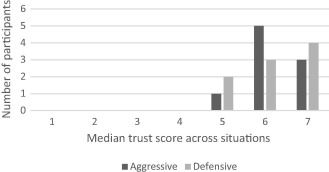 Number of participants
6
5
4
3
2
1
0
1 2 3 4 5 6 7
Median trust score across situations
Aggressive Defensive